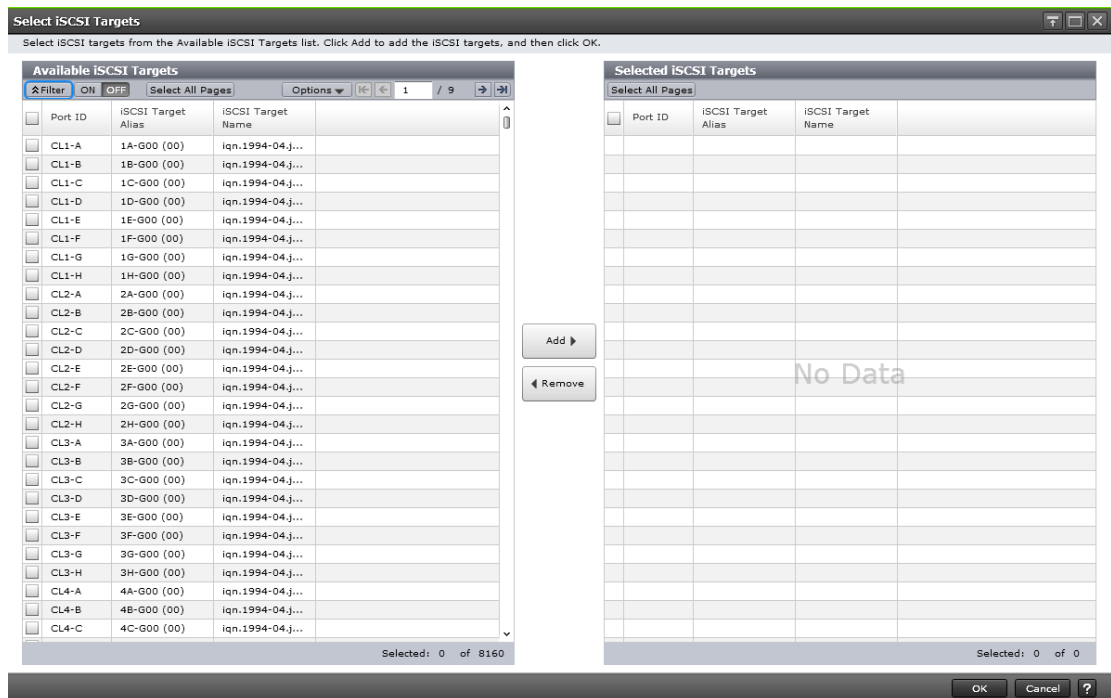 Select iSCSI Targets
Select iSCSI targets from the Available iSCSI Targets list. Click Add to add the iSCSI targets, and then click OK.
Available iSCSI Targets
Filter ON OFF Select All Pages Options 1 / 9
Port ID iSCSI Target Alias iSCSI Target Name
CL1-A 1A-G00 (00) iqn.1994-04.j...
CL1-B 1B-G00 (00) iqn.1994-04.j...
CL1-C 1C-G00 (00) iqn.1994-04.j...
CL1-D 1D-G00 (00) iqn.1994-04.j...
CL1-E 1E-G00 (00) iqn.1994-04.j...
CL1-F 1F-G00 (00) iqn.1994-04.j...
CL1-G 1G-G00 (00) iqn.1994-04.j...
CL1-H 1H-G00 (00) iqn.1994-04.j...
CL2-A 2A-G00 (00) iqn.1994-04.j...
CL2-B 2B-G00 (00) iqn.1994-04.j...
CL2-C 2C-G00 (00) iqn.1994-04.j...
CL2-D 2D-G00 (00) iqn.1994-04.j...
CL2-E 2E-G00 (00) iqn.1994-04.j...
CL2-F 2F-G00 (00) iqn.1994-04.j...
CL2-G 2G-G00 (00) iqn.1994-04.j...
CL2-H 2H-G00 (00) iqn.1994-04.j...
CL3-A 3A-G00 (00) iqn.1994-04.j...
CL3-B 3B-G00 (00) iqn.1994-04.j...
CL3-C 3C-G00 (00) iqn.1994-04.j...
CL3-D 3D-G00 (00) iqn.1994-04.j...
CL3-E 3E-G00 (00) iqn.1994-04.j...
CL3-F 3F-G00 (00) iqn.1994-04.j...
CL3-G 3G-G00 (00) iqn.1994-04.j...
CL3-H 3H-G00 (00) iqn.1994-04.j...
CL4-A 4A-G00 (00) iqn.1994-04.j...
CL4-B 4B-G00 (00) iqn.1994-04.j...
CL4-C 4C-G00 (00) iqn.1994-04.j...
Selected: 0 of 8160
Add
Remove
Selected iSCSI Targets
Select All Pages
Port ID iSCSI Target Alias iSCSI Target Name
No Data
Selected: 0 of 0
OK Cancel ?